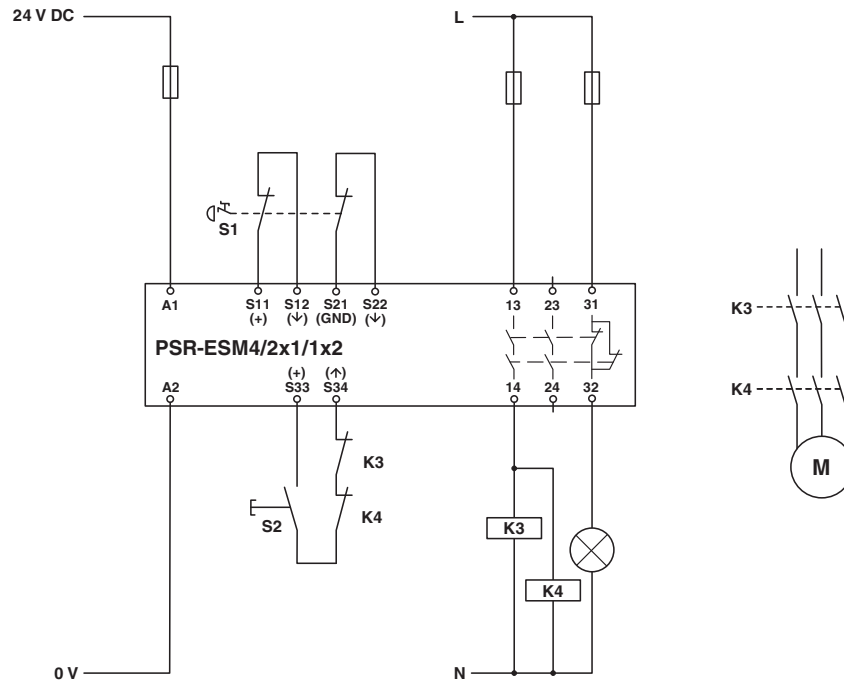 24 V DC
L
S1
A1 S11 S12 S21 S22 13 23 31
(+) (↓) (GND) (↓)
PSR-ESM4/2x1/1x2
(+) (↑)
A2 S33 S34 14 24 32
K3
K4
M
K3
K4
S2
K3
K4
0 V
N